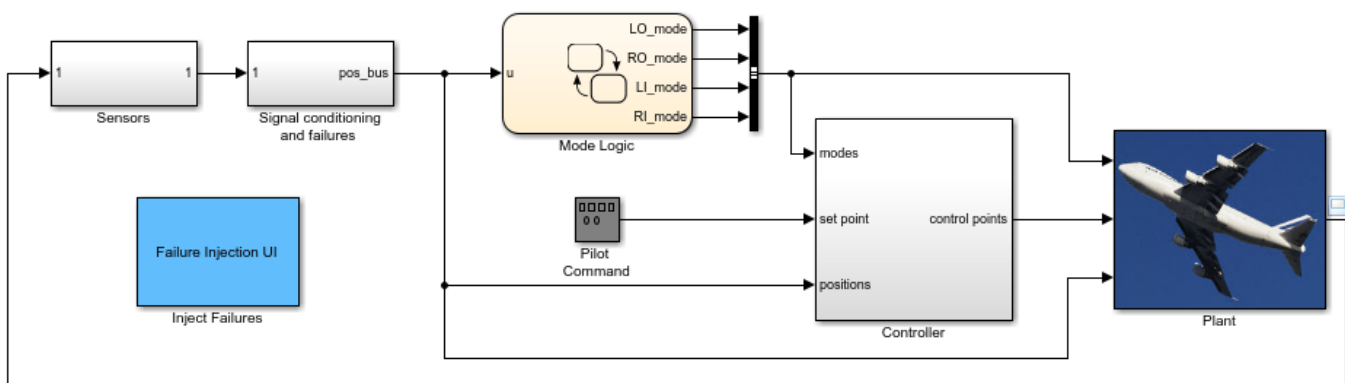 1
1
Sensors
1
pos_bus
Signal conditioning
and failures
u
LO_mode
RO_mode
LI_mode
RI_mode
Mode Logic
Failure Injection UI
Inject Failures
Pilot
Command
modes
set point
positions
control points
Controller
Plant